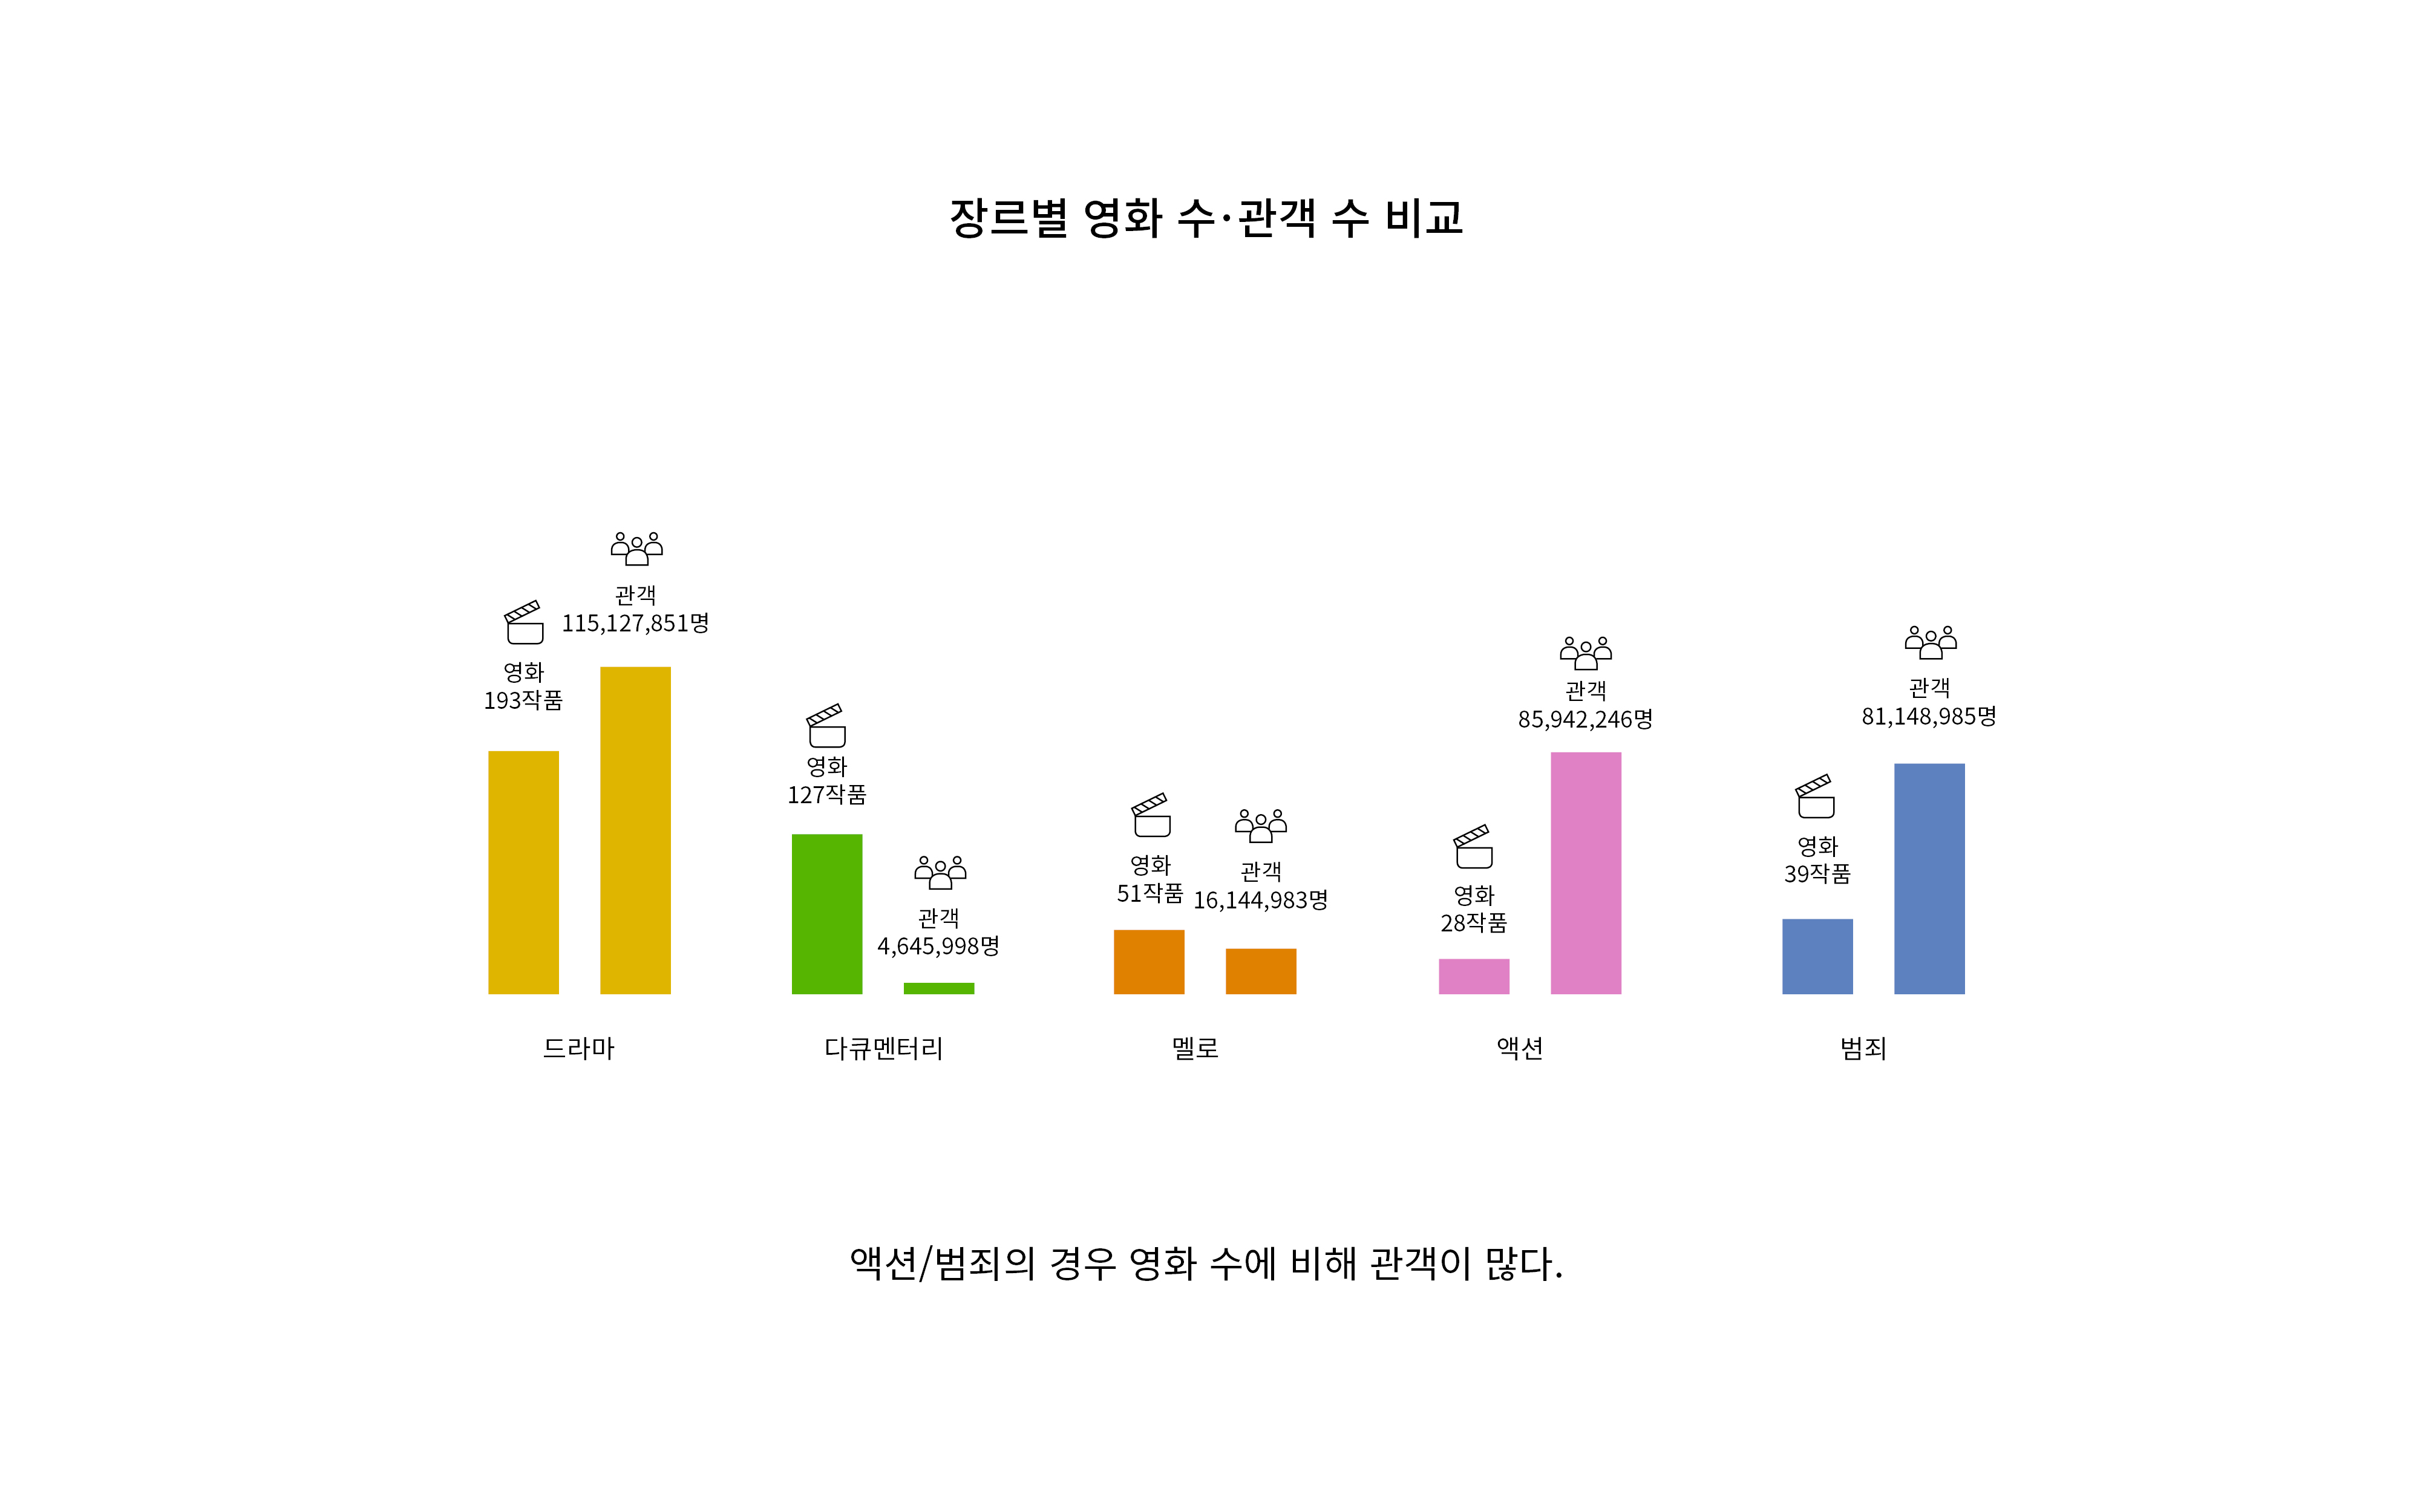 장르별 영화 수·관객 수 비교
관객
115,127,851명
영화
193작품
영화
127작품
관객
4,645,998명
영화
51작품
관객
16,144,983명
영화
28작품
관객
85,942,246명
영화
39작품
관객
81,148,985명
드라마
다큐멘터리
멜로
액션
범죄
액션/범죄의 경우 영화 수에 비해 관객이 많다.